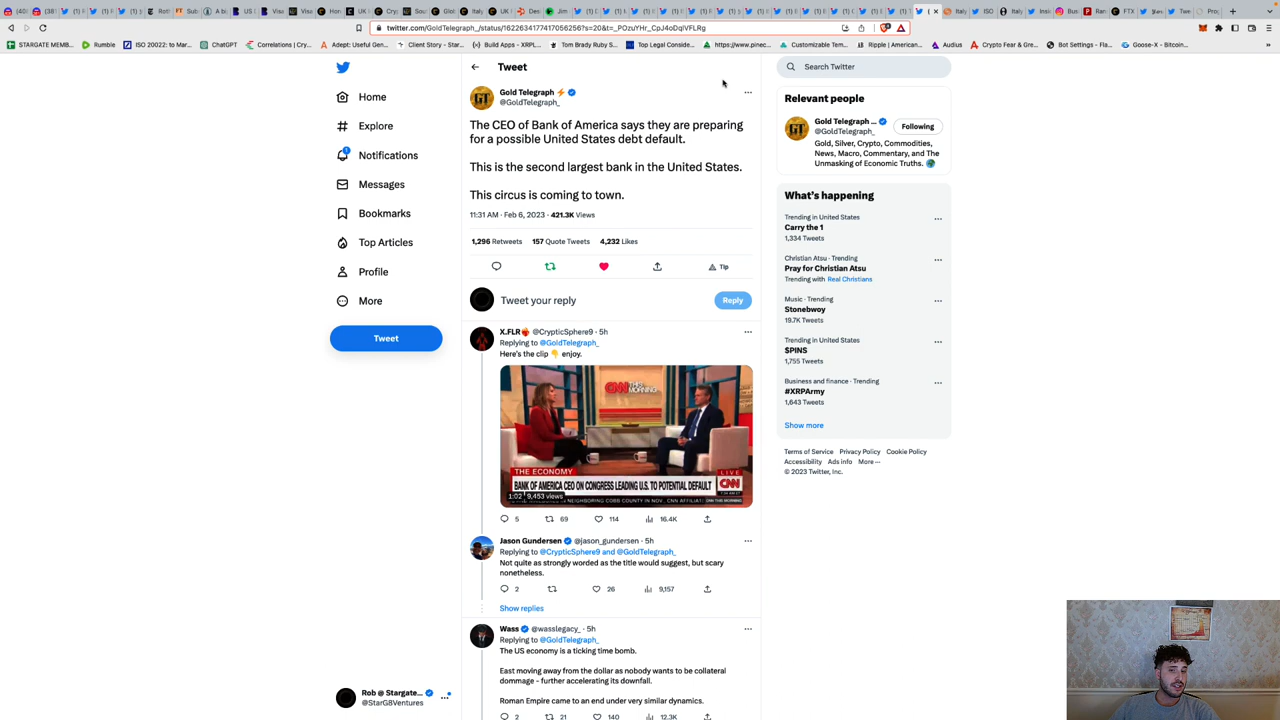 twitter.com/GoldTelegraph_/status/1622634177417056256?s=20&t=_POzuYHr_CpJ4oDqIVFLRg
STARGATE MEMB...
Rumble
ISO 20022: to Mar...
ChatGPT
Correlations | Cry...
Adept: Useful Gen...
Client Story - Star...
Build Apps - XRPL...
Tom Brady Ruby S...
Top Legal Conside...
https://www.pinec...
Customizable Tem...
Ripple | American...
Audius
Crypto Fear & Gre...
Bot Settings - Fla...
Goose-X - Bitcoin...
Home
Explore
Notifications
Messages
Bookmarks
Top Articles
Profile
More
Tweet
Rob @ Stargate...
@StarG8Ventures
Tweet
Gold Telegraph ⚡
@GoldTelegraph_
The CEO of Bank of America says they are preparing
for a possible United States debt default.
This is the second largest bank in the United States.
This circus is coming to town.
11:31 AM · Feb 6, 2023 · 421.3K Views
1,296 Retweets 157 Quote Tweets 4,232 Likes
Tip
Tweet your reply
Reply
X.FLR @CrypticSphere9 · 5h
Replying to @GoldTelegraph_
Here's the clip 👇 enjoy.
CNN THIS MORNING
THE ECONOMY
LIVE
BANK OF AMERICA CEO ON CONGRESS LEADING U.S. TO POTENTIAL DEFAULT
CNN
1:02 9,453 views
5 69 114 16.4K
Jason Gundersen @jason_gundersen · 5h
Replying to @CrypticSphere9 and @GoldTelegraph_
Not quite as strongly worded as the title would suggest, but scary
nonetheless.
2 26 9,157
Show replies
Wass @wasslegacy_ · 5h
Replying to @GoldTelegraph_
The US economy is a ticking time bomb.
East moving away from the dollar as nobody wants to be collateral
dommage - further accelerating its downfall.
Roman Empire came to an end under very similar dynamics.
2 21 140 12.3K
Search Twitter
Relevant people
Gold Telegraph ...
@GoldTelegraph_
Following
Gold, Silver, Crypto, Commodities,
News, Macro, Commentary, and The
Unmasking of Economic Truths.
What's happening
Trending in United States
Carry the 1
1,334 Tweets
Christian Atsu · Trending
Pray for Christian Atsu
Trending with Real Christians
Music · Trending
Stonebwoy
19.7K Tweets
Trending in United States
$PINS
1,755 Tweets
Business and finance · Trending
#XRPArmy
1,643 Tweets
Show more
Terms of Service Privacy Policy Cookie Policy
Accessibility Ads info More ···
© 2023 Twitter, Inc.